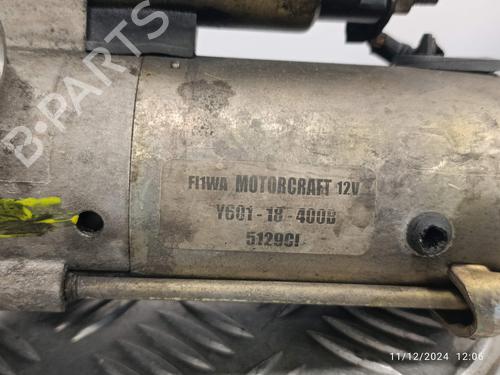 B-PARTS
FI1WA MOTORCRAFT 12V
Y601-18-400B
5129CI
11/12/2024 12:06